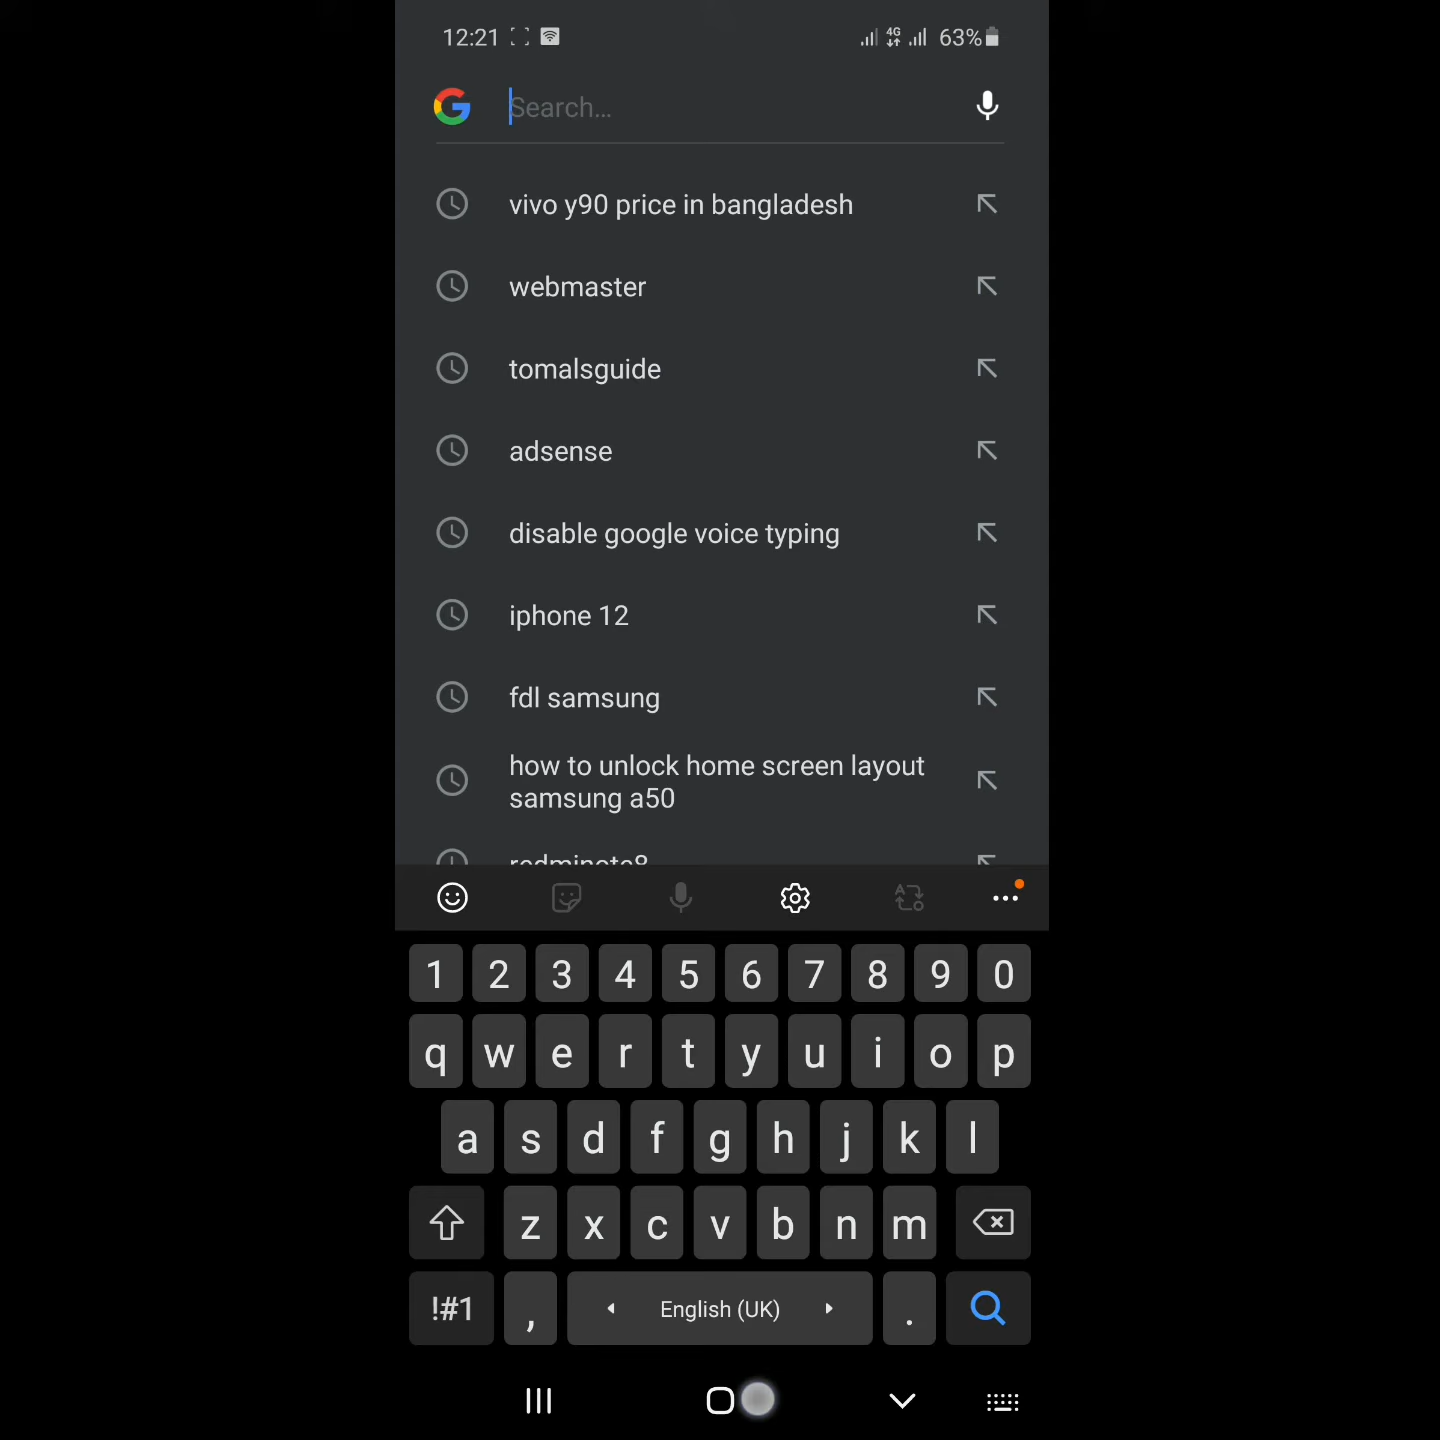 12:21 4G 63%
Search...
vivo y90 price in bangladesh
webmaster
tomalsguide
adsense
disable google voice typing
iphone 12
fdl samsung
how to unlock home screen layout
samsung a50
redminote8
1 2 3 4 5 6 7 8 9 0
q w e r t y u i o p
a s d f g h j k l
z x c v b n m
!#1 , English (UK) .